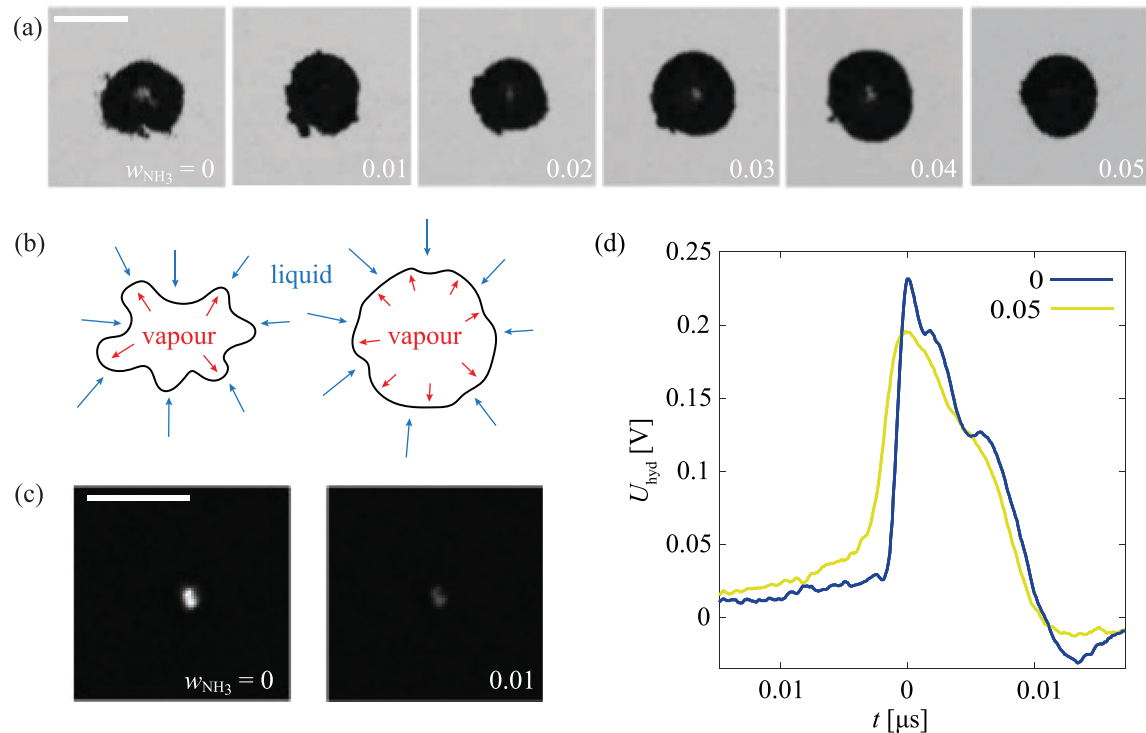 (a)
w_NH₃ = 0
0.01
0.02
0.03
0.04
0.05
(b)
liquid
vapour
vapour
(c)
w_NH₃ = 0
0.01
(d)
0.25
0.2
0.15
0.1
0.05
0
U_hyd [V]
0
0.05
0.01
0
0.01
t [μs]